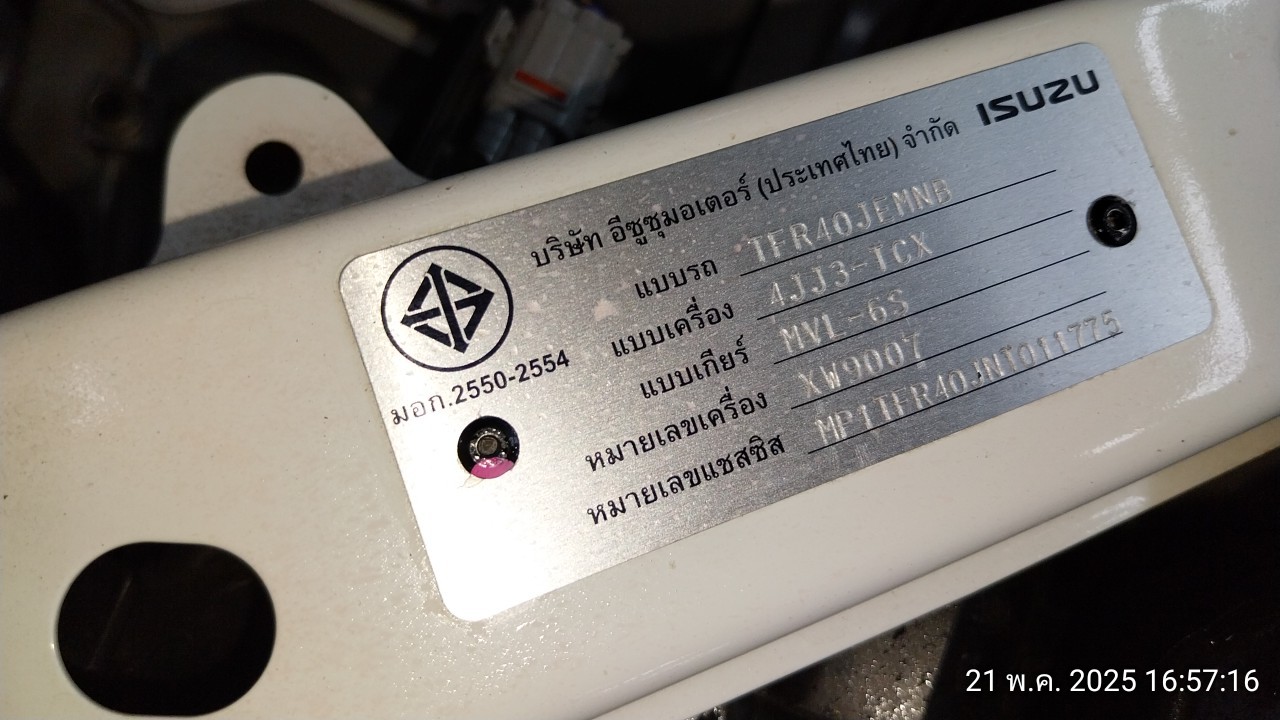 ISUZU
บริษัท อีซูซุมอเตอร์ (ประเทศไทย) จำกัด
แบบรถ TFR40JFMNB
แบบเครื่อง 4JJ3-TCX
แบบเกียร์ MVL-6S
หมายเลขเครื่อง XW9007
หมายเลขแชสซิส MP1TFR40JNT011775
มอก.2550-2554
21 พ.ค. 2025 16:57:16